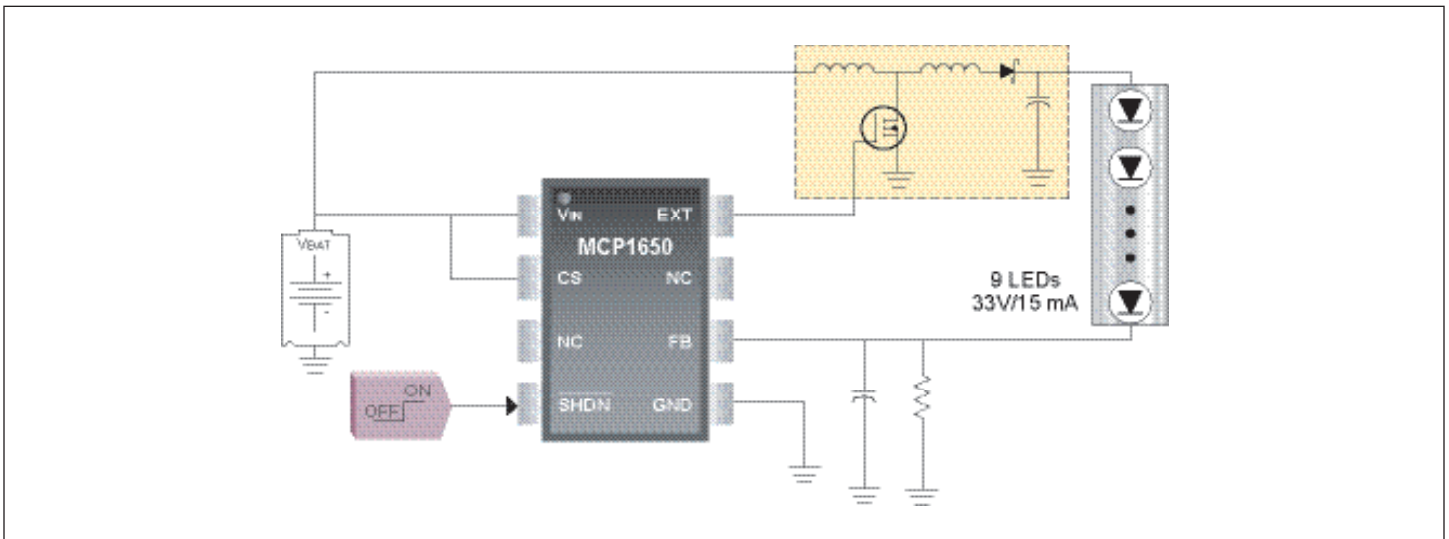 VIN EXT
MCP1650
VBAT
+
CS NC
-
9 LEDs
33V/15 mA
NC FB
ON
OFF
SHDN GND